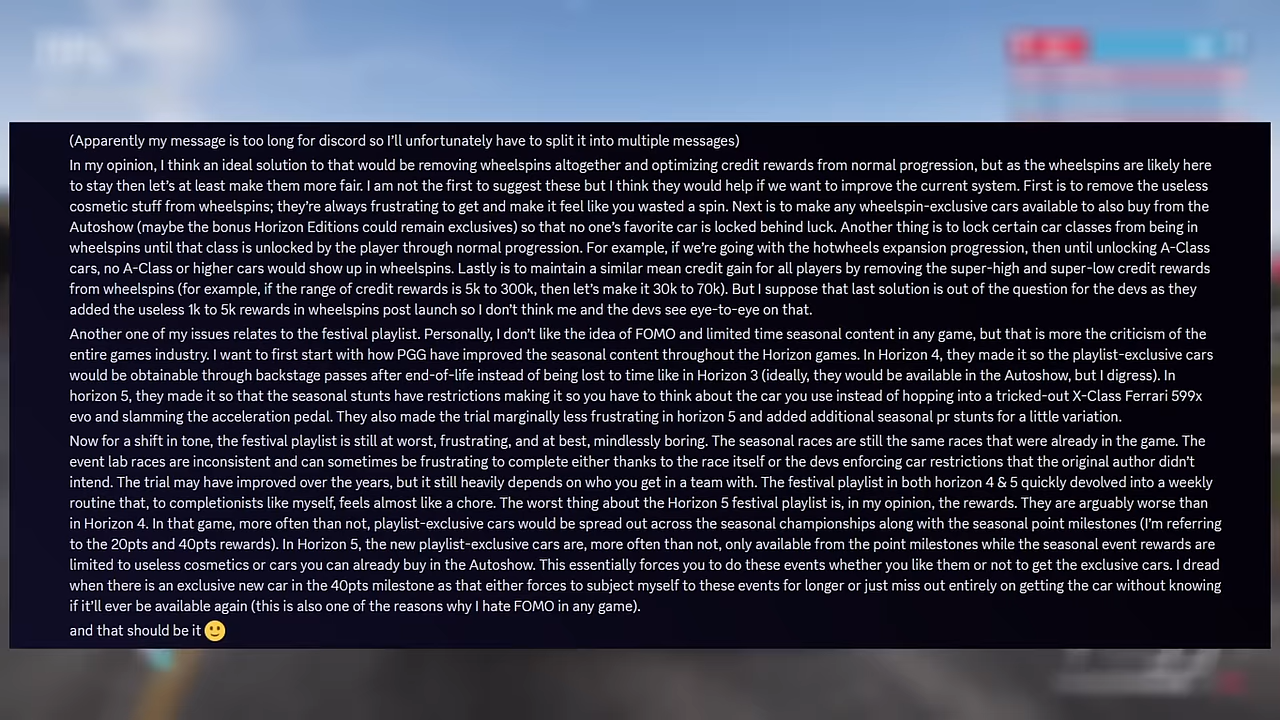 (Apparently my message is too long for discord so I'll unfortunately have to split it into multiple messages)
In my opinion, I think an ideal solution to that would be removing wheelspins altogether and optimizing credit rewards from normal progression, but as the wheelspins are likely here
to stay then let's at least make them more fair. I am not the first to suggest these but I think they would help if we want to improve the current system. First is to remove the useless
cosmetic stuff from wheelspins; they're always frustrating to get and make it feel like you wasted a spin. Next is to make any wheelspin-exclusive cars available to also buy from the
Autoshow (maybe the bonus Horizon Editions could remain exclusives) so that no one's favorite car is locked behind luck. Another thing is to lock certain car classes from being in
wheelspins until that class is unlocked by the player through normal progression. For example, if we're going with the hotwheels expansion progression, then until unlocking A-Class
cars, no A-Class or higher cars would show up in wheelspins. Lastly is to maintain a similar mean credit gain for all players by removing the super-high and super-low credit rewards
from wheelspins (for example, if the range of credit rewards is 5k to 300k, then let's make it 30k to 70k). But I suppose that last solution is out of the question for the devs as they
added the useless 1k to 5k rewards in wheelspins post launch so I don't think me and the devs see eye-to-eye on that.
Another one of my issues relates to the festival playlist. Personally, I don't like the idea of FOMO and limited time seasonal content in any game, but that is more the criticism of the
entire games industry. I want to first start with how PGG have improved the seasonal content throughout the Horizon games. In Horizon 4, they made it so the playlist-exclusive cars
would be obtainable through backstage passes after end-of-life instead of being lost to time like in Horizon 3 (ideally, they would be available in the Autoshow, but I digress). In
horizon 5, they made it so that the seasonal stunts have restrictions making it so you have to think about the car you use instead of hopping into a tricked-out X-Class Ferrari 599x
evo and slamming the acceleration pedal. They also made the trial marginally less frustrating in horizon 5 and added additional seasonal pr stunts for a little variation.
Now for a shift in tone, the festival playlist is still at worst, frustrating, and at best, mindlessly boring. The seasonal races are still the same races that were already in the game. The
event lab races are inconsistent and can sometimes be frustrating to complete either thanks to the race itself or the devs enforcing car restrictions that the original author didn't
intend. The trial may have improved over the years, but it still heavily depends on who you get in a team with. The festival playlist in both horizon 4 & 5 quickly devolved into a weekly
routine that, to completionists like myself, feels almost like a chore. The worst thing about the Horizon 5 festival playlist is, in my opinion, the rewards. They are arguably worse than
in Horizon 4. In that game, more often than not, playlist-exclusive cars would be spread out across the seasonal championships along with the seasonal point milestones (I'm referring
to the 20pts and 40pts rewards). In Horizon 5, the new playlist-exclusive cars are, more often than not, only available from the point milestones while the seasonal event rewards are
limited to useless cosmetics or cars you can already buy in the Autoshow. This essentially forces you to do these events whether you like them or not to get the exclusive cars. I dread
when there is an exclusive new car in the 40pts milestone as that either forces to subject myself to these events for longer or just miss out entirely on getting the car without knowing
if it'll ever be available again (this is also one of the reasons why I hate FOMO in any game).
and that should be it 🙂